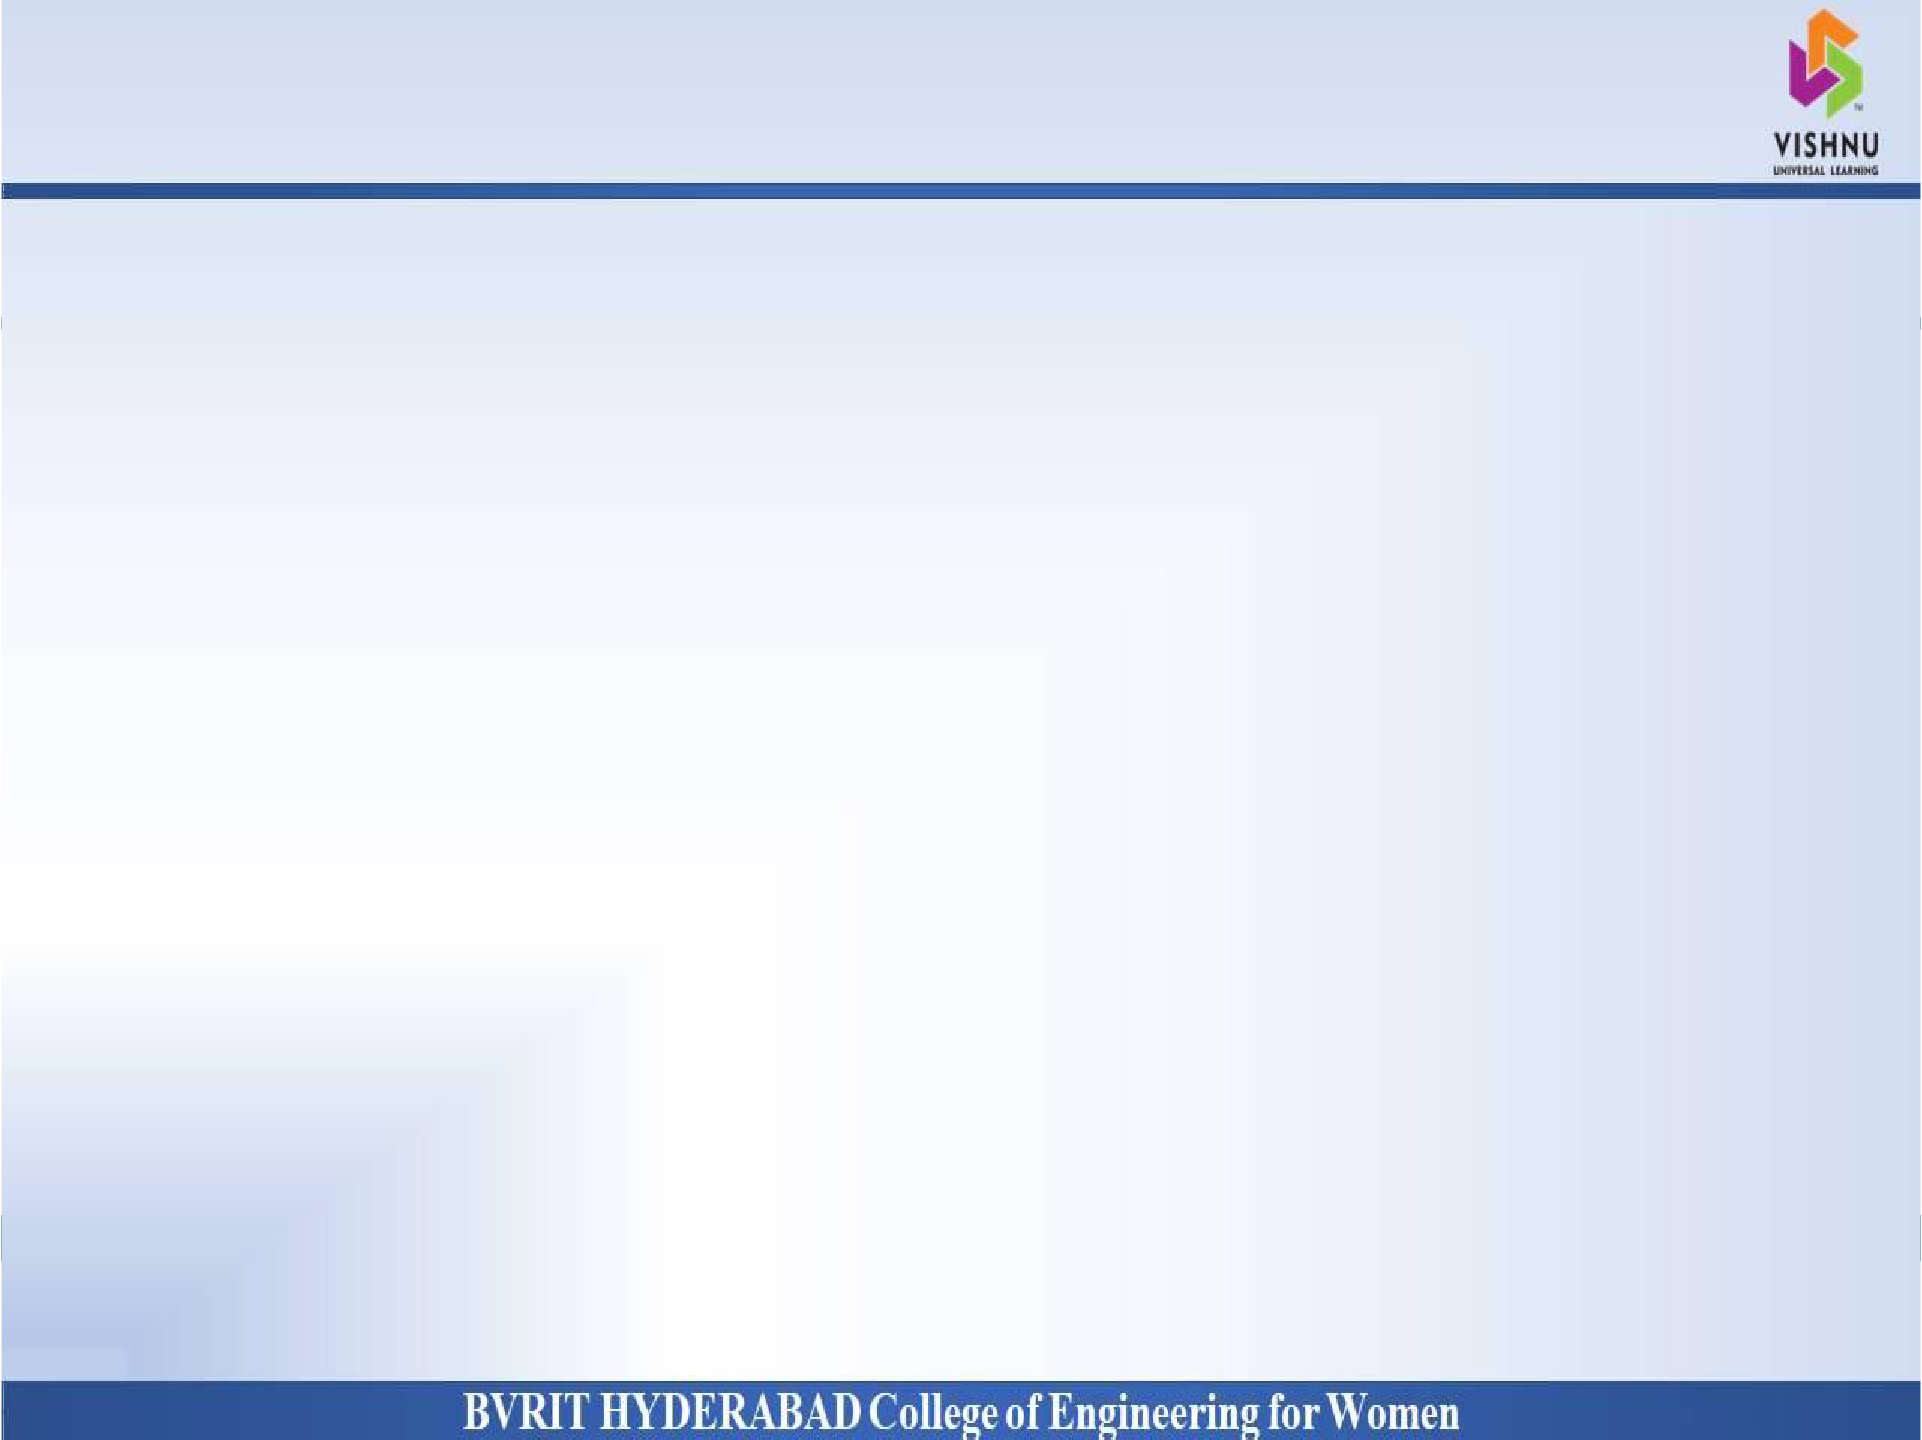 VISHNU
UNIVERSAL LEARNING
BVRIT HYDERABAD College of Engineering for Women